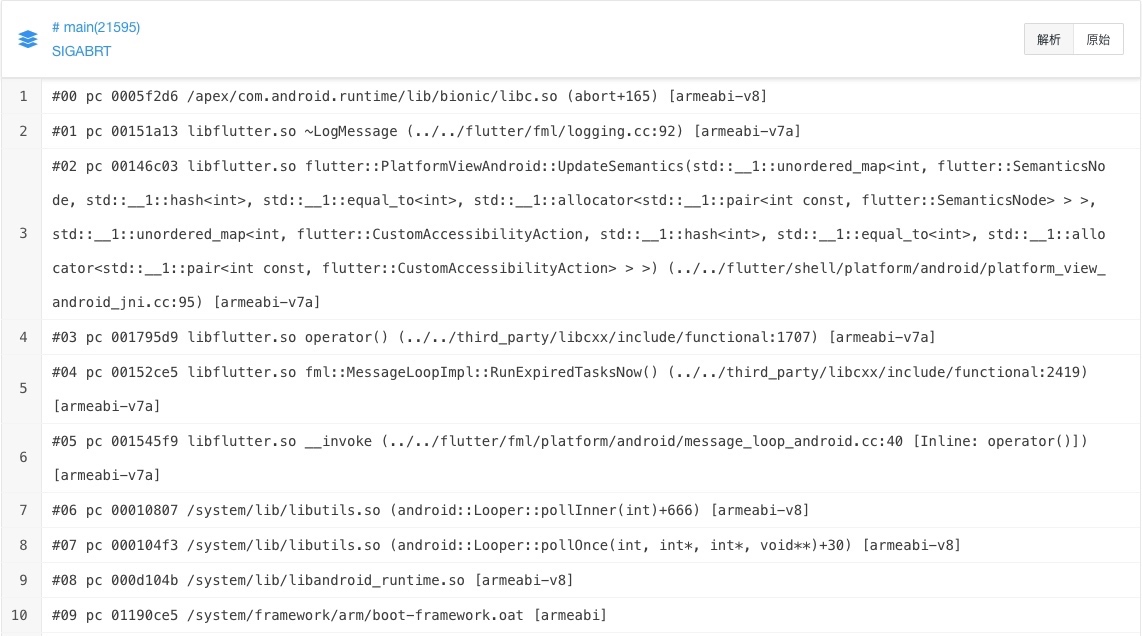 # main(21595)
SIGABRT
解析 原始
1 #00 pc 0005f2d6 /apex/com.android.runtime/lib/bionic/libc.so (abort+165) [armeabi-v8]
2 #01 pc 00151a13 libflutter.so ~LogMessage (../../flutter/fml/logging.cc:92) [armeabi-v7a]
3 #02 pc 00146c03 libflutter.so flutter::PlatformViewAndroid::UpdateSemantics(std::__1::unordered_map<int, flutter::SemanticsNo
de, std::__1::hash<int>, std::__1::equal_to<int>, std::__1::allocator<std::__1::pair<int const, flutter::SemanticsNode> > >,
std::__1::unordered_map<int, flutter::CustomAccessibilityAction, std::__1::hash<int>, std::__1::equal_to<int>, std::__1::allo
cator<std::__1::pair<int const, flutter::CustomAccessibilityAction> > >) (../../flutter/shell/platform/android/platform_view_
android_jni.cc:95) [armeabi-v7a]
4 #03 pc 001795d9 libflutter.so operator() (../../third_party/libcxx/include/functional:1707) [armeabi-v7a]
5 #04 pc 00152ce5 libflutter.so fml::MessageLoopImpl::RunExpiredTasksNow() (../../third_party/libcxx/include/functional:2419)
[armeabi-v7a]
6 #05 pc 001545f9 libflutter.so __invoke (../../flutter/fml/platform/android/message_loop_android.cc:40 [Inline: operator()])
[armeabi-v7a]
7 #06 pc 00010807 /system/lib/libutils.so (android::Looper::pollInner(int)+666) [armeabi-v8]
8 #07 pc 000104f3 /system/lib/libutils.so (android::Looper::pollOnce(int, int*, int*, void**)+30) [armeabi-v8]
9 #08 pc 000d104b /system/lib/libandroid_runtime.so [armeabi-v8]
10 #09 pc 01190ce5 /system/framework/arm/boot-framework.oat [armeabi]